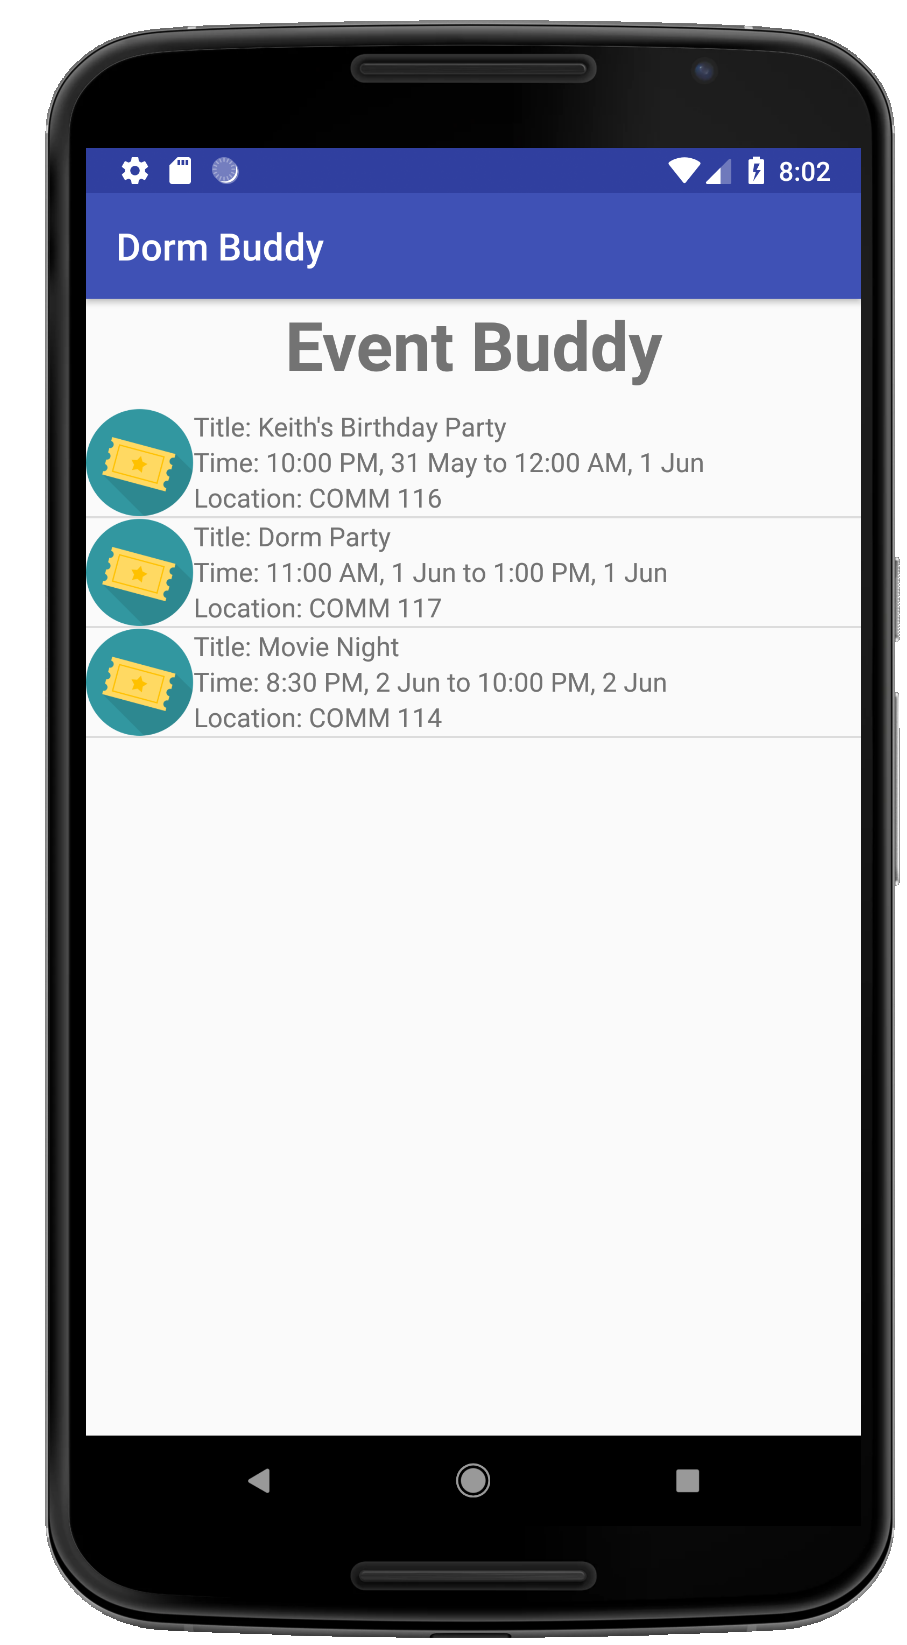 8:02
Dorm Buddy
Event Buddy
Title: Keith's Birthday Party
Time: 10:00 PM, 31 May to 12:00 AM, 1 Jun
Location: COMM 116
Title: Dorm Party
Time: 11:00 AM, 1 Jun to 1:00 PM, 1 Jun
Location: COMM 117
Title: Movie Night
Time: 8:30 PM, 2 Jun to 10:00 PM, 2 Jun
Location: COMM 114